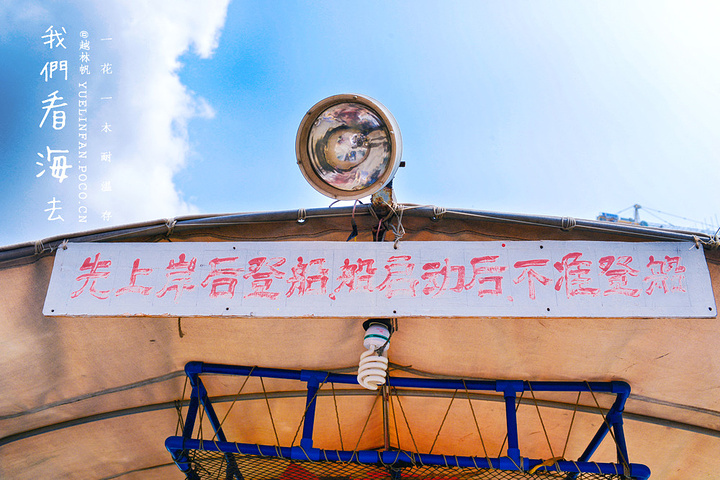 一花一木耐溫存
@越林帆 YUELINFAN.POCO.CN
我們看海去
先上岸后登船船启动后不准登船